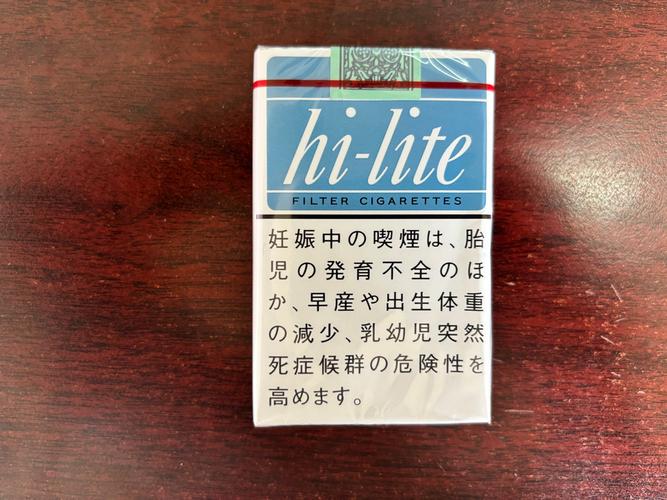 hi-lite
FILTER CIGARETTES
妊娠中の喫煙は、胎
児の発育不全のほ
か、早産や出生体重
の減少、乳幼児突然
死症候群の危険性を
高めます。